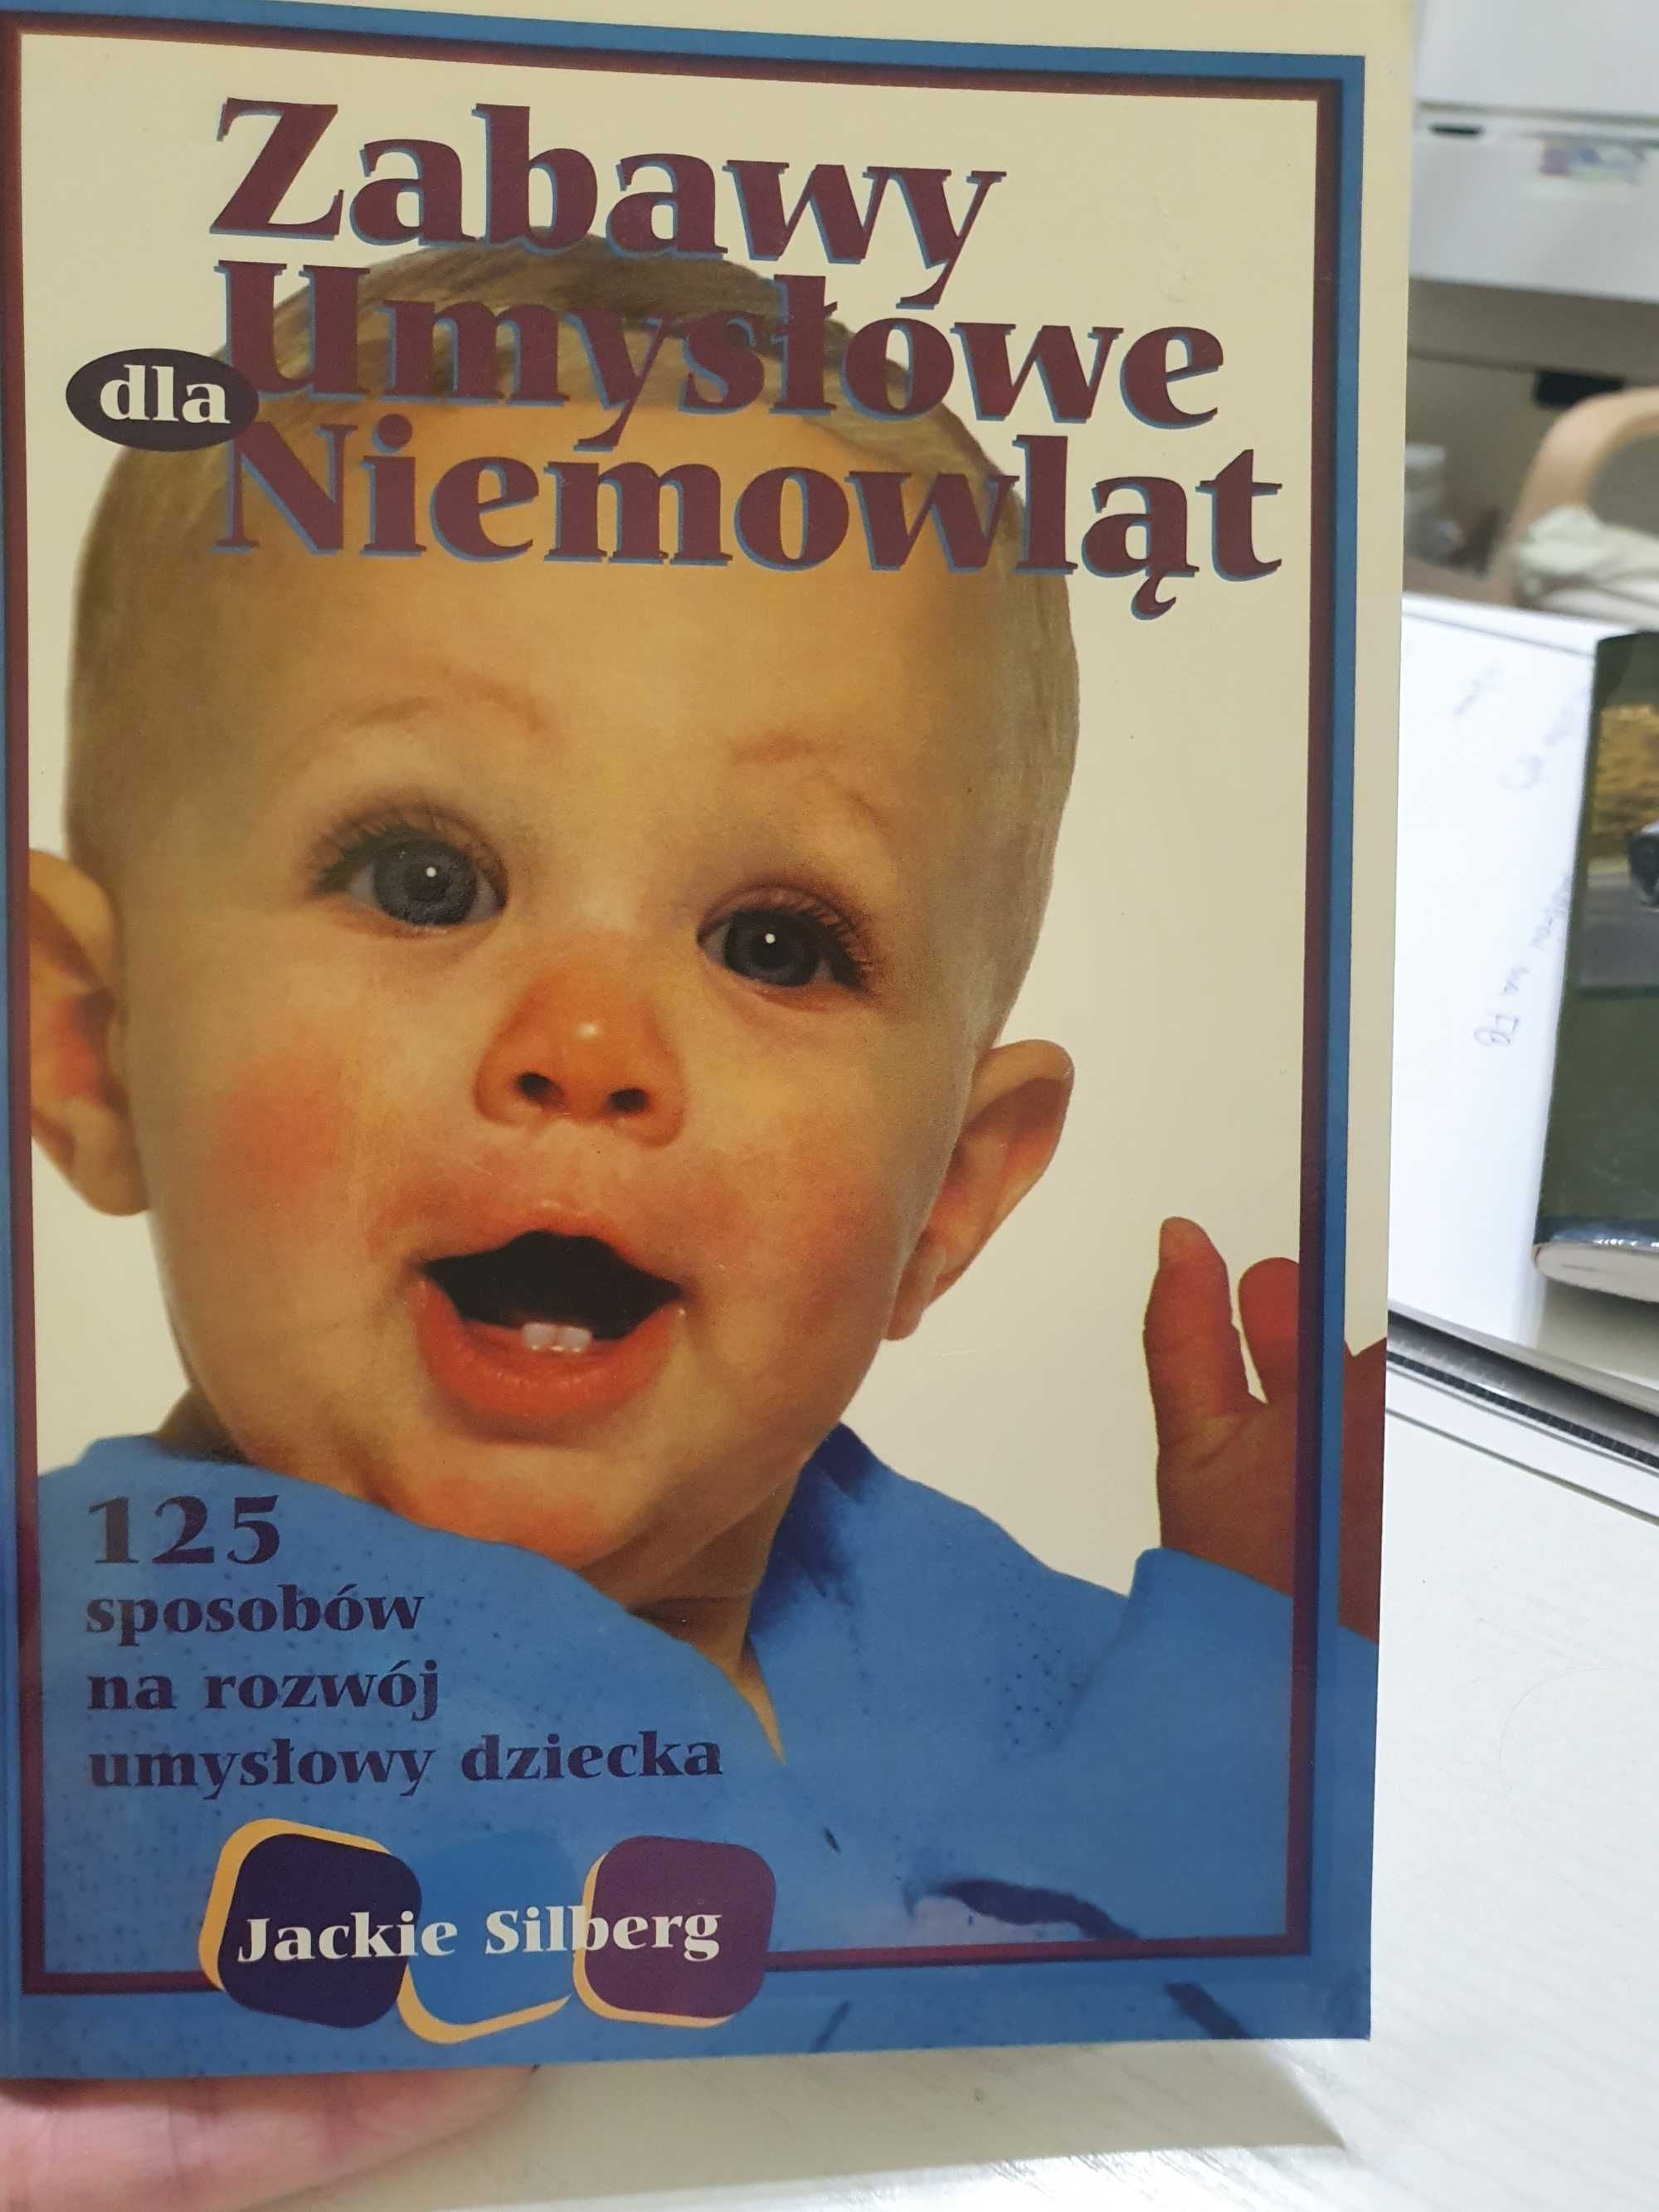 Zabawy
Umysłowe
dla
Niemowląt
125
sposobów
na rozwój
umysłowy dziecka
Jackie Silberg